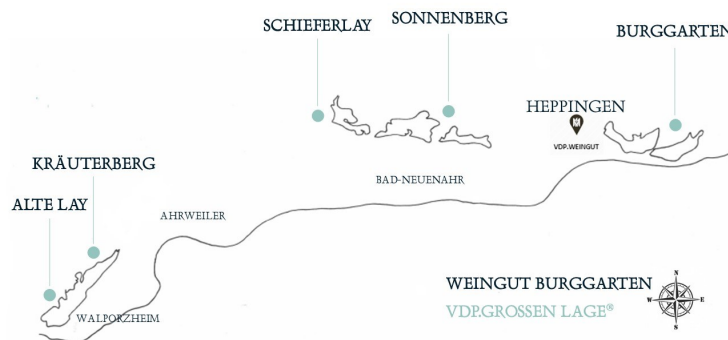 SCHIEFERLAY
SONNENBERG
BURGGARTEN
HEPPINGEN
VDP.WEINGUT
KRÄUTERBERG
BAD-NEUENAHR
ALTE LAY
AHRWEILER
WEINGUT BURGGARTEN
VDP.GROSSEN LAGE®
WALPORZHEIM
N
W
E
S